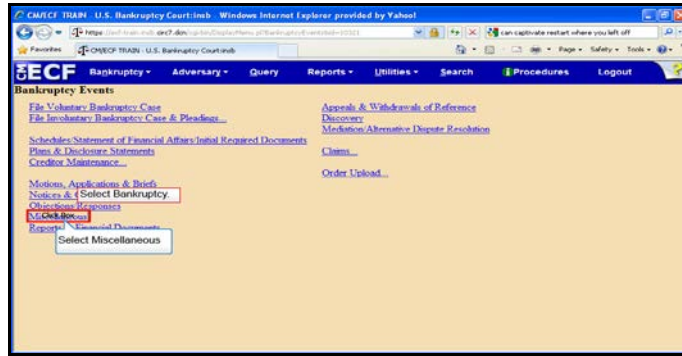 CM/ECF TRAIN - U.S. Bankruptcy Court:insb - Windows Internet Explorer provided by Yahoo!
can captivate restart where you left off
Favorites CM/ECF TRAIN - U.S. Bankruptcy Court:insb Page Safety Tools
ECF Bankruptcy Adversary Query Reports Utilities Search Procedures Logout
Bankruptcy Events
File Voluntary Bankruptcy Case
File Involuntary Bankruptcy Case & Pleadings...
Schedules/Statement of Financial Affairs/Initial Required Documents
Plans & Disclosure Statements
Creditor Maintenance...
Motions, Applications & Briefs
Notices &
Select Bankruptcy.
Objections/Responses
Click Box
Reports Financial Documents
Select Miscellaneous
Appeals & Withdrawals of Reference
Discovery
Mediation/Alternative Dispute Resolution
Claims...
Order Upload...